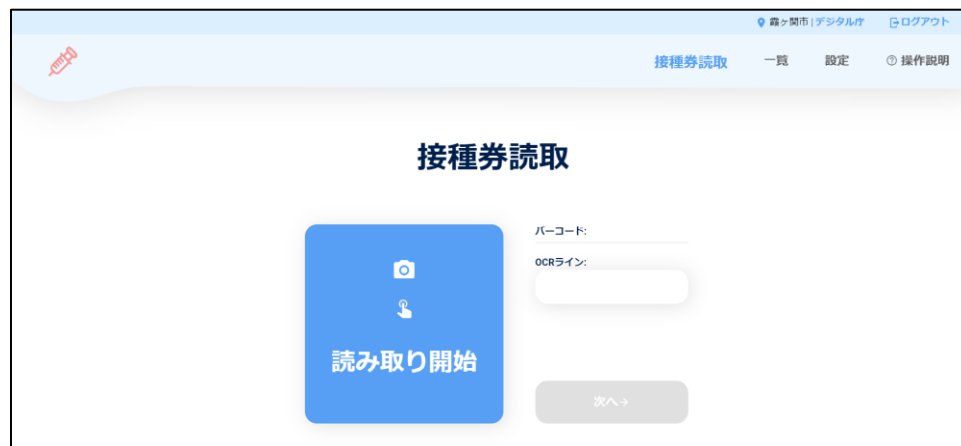 霞ヶ関市 | デジタル庁 ログアウト
接種券読取 一覧 設定 ? 操作説明
接種券読取
バーコード:
OCRライン:
読み取り開始
次へ→